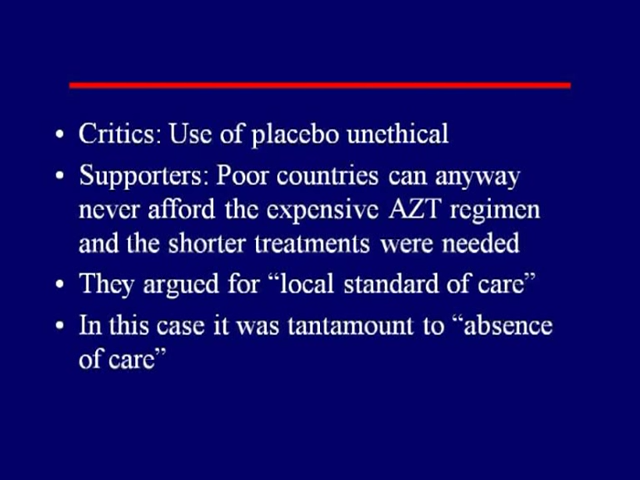 • Critics: Use of placebo unethical
• Supporters: Poor countries can anyway
never afford the expensive AZT regimen
and the shorter treatments were needed
• They argued for “local standard of care”
• In this case it was tantamount to “absence
of care”